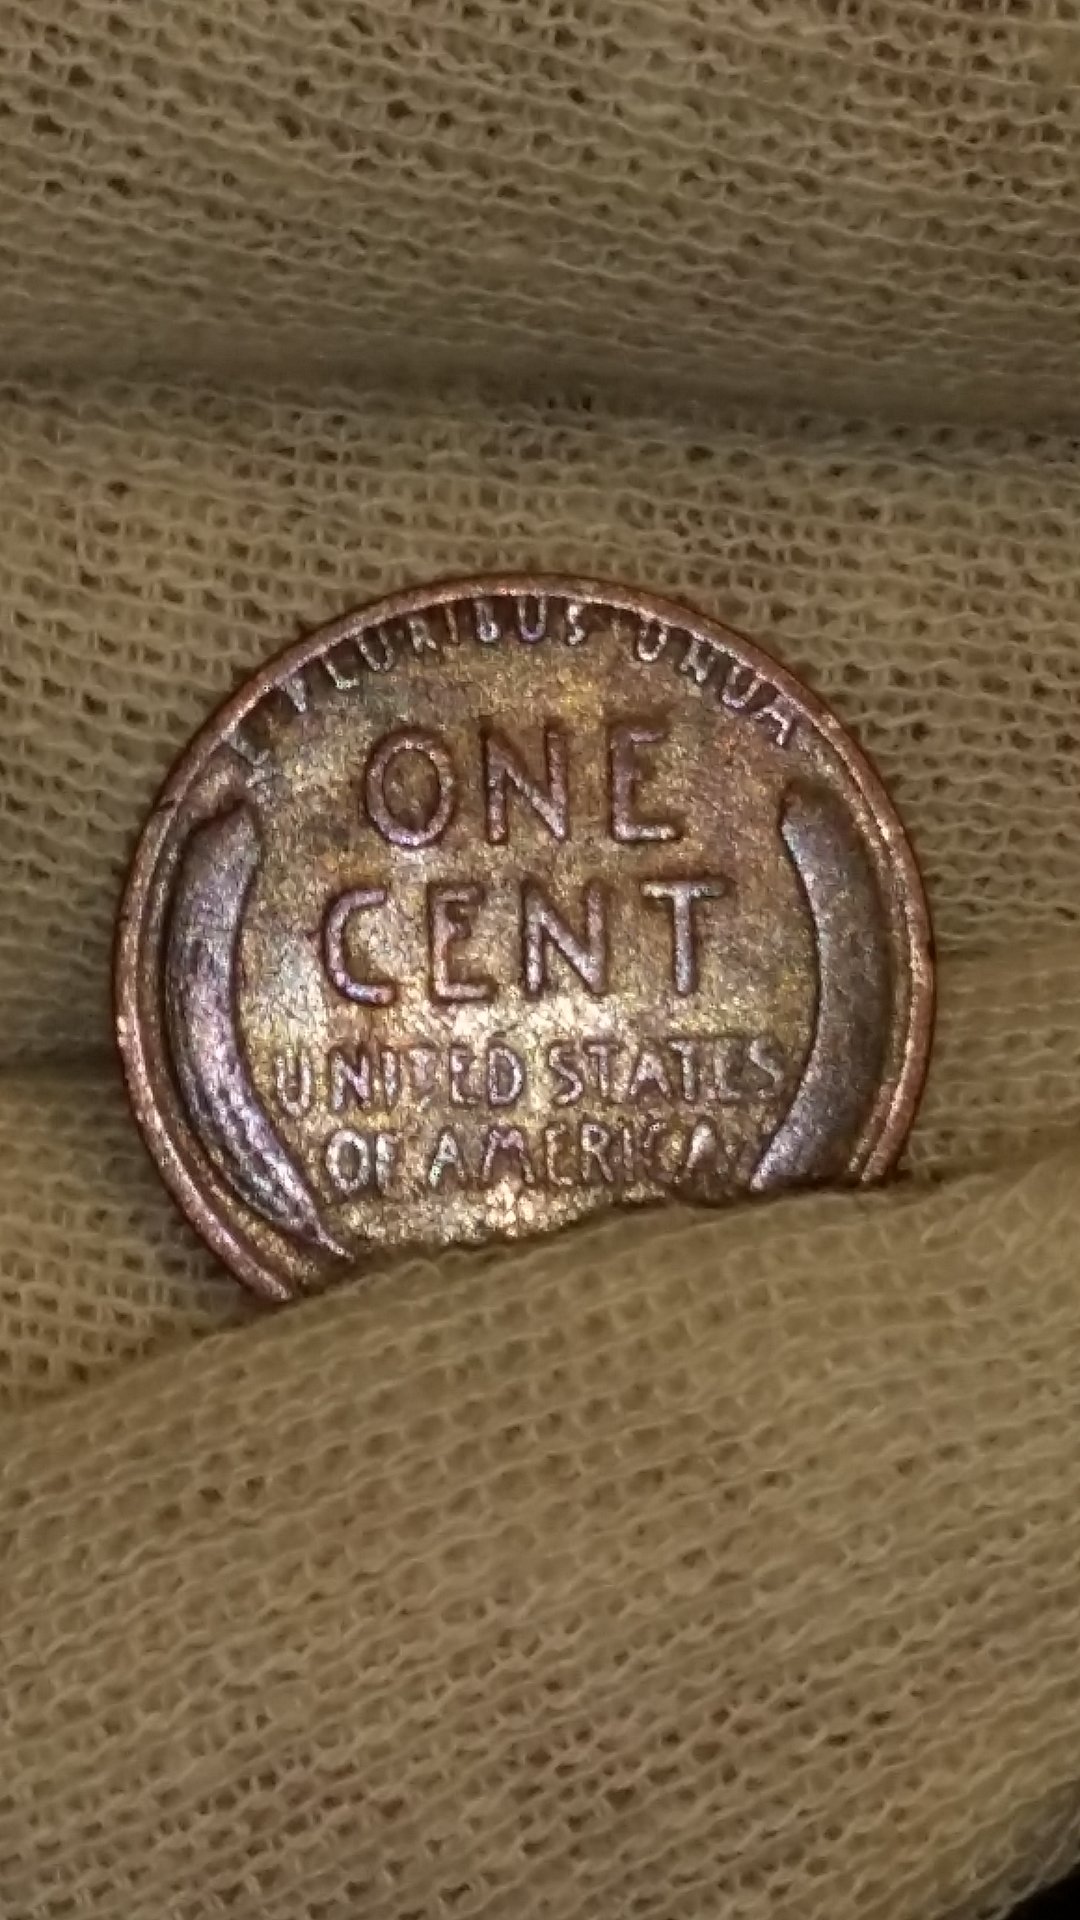 E PLURIBUS UNUM
ONE
CENT
UNITED STATES
OF AMERICA